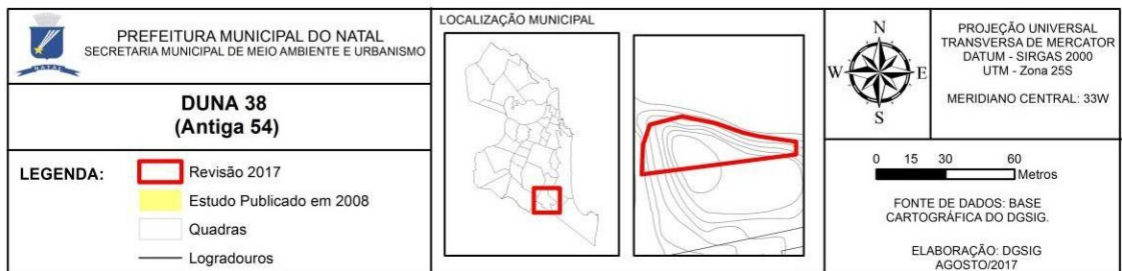 PREFEITURA MUNICIPAL DO NATAL
SECRETARIA MUNICIPAL DE MEIO AMBIENTE E URBANISMO
NATAL
DUNA 38
(Antiga 54)
LEGENDA:
Revisão 2017
Estudo Publicado em 2008
Quadras
Logradouros
LOCALIZAÇÃO MUNICIPAL
N
W
E
S
PROJEÇÃO UNIVERSAL
TRANSVERSA DE MERCATOR
DATUM - SIRGAS 2000
UTM - Zona 25S
MERIDIANO CENTRAL: 33W
0 15 30 60
Metros
FONTE DE DADOS: BASE
CARTOGRÁFICA DO DGSIG.
ELABORAÇÃO: DGSIG
AGOSTO/2017